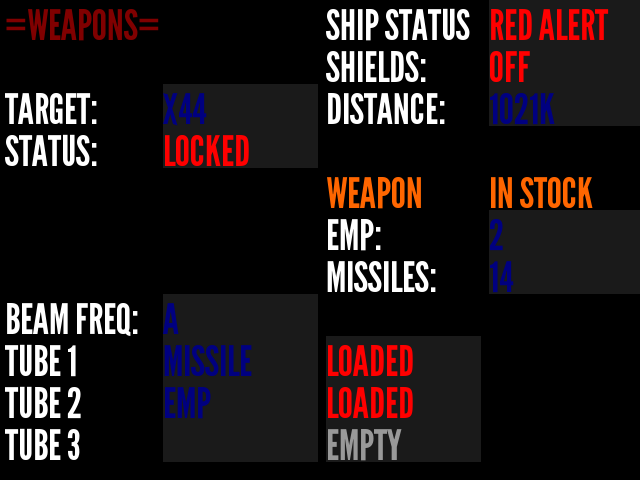 =WEAPONS= SHIP STATUS RED ALERT
SHIELDS: OFF
TARGET: X44 DISTANCE: 1021K
STATUS: LOCKED
WEAPON IN STOCK
EMP: 2
MISSILES: 14
BEAM FREQ: A
TUBE 1 MISSILE LOADED
TUBE 2 EMP LOADED
TUBE 3 EMPTY